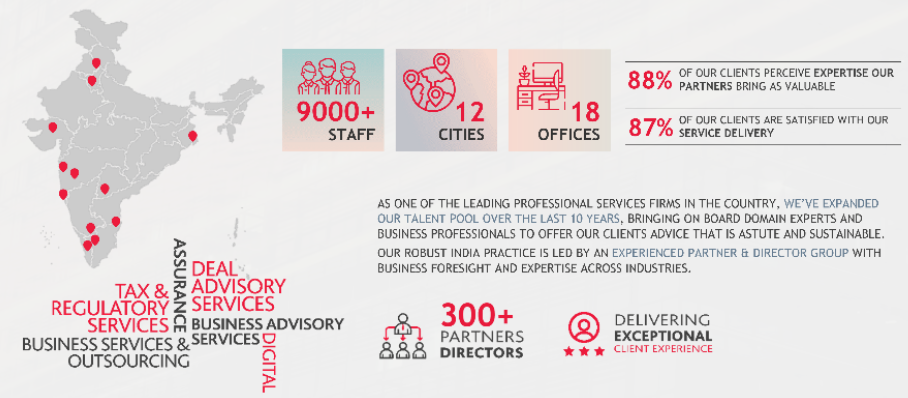 9000+
STAFF
12
CITIES
18
OFFICES
88% OF OUR CLIENTS PERCEIVE EXPERTISE OUR
PARTNERS BRING AS VALUABLE
87% OF OUR CLIENTS ARE SATISFIED WITH OUR
SERVICE DELIVERY
AS ONE OF THE LEADING PROFESSIONAL SERVICES FIRMS IN THE COUNTRY, WE'VE EXPANDED
OUR TALENT POOL OVER THE LAST 10 YEARS, BRINGING ON BOARD DOMAIN EXPERTS AND
BUSINESS PROFESSIONALS TO OFFER OUR CLIENTS ADVICE THAT IS ASTUTE AND SUSTAINABLE.
OUR ROBUST INDIA PRACTICE IS LED BY AN EXPERIENCED PARTNER & DIRECTOR GROUP WITH
BUSINESS FORESIGHT AND EXPERTISE ACROSS INDUSTRIES.
ASSURANCE
DEAL
ADVISORY
SERVICES
TAX &
REGULATORY
SERVICES
BUSINESS ADVISORY
SERVICES
BUSINESS SERVICES &
OUTSOURCING
DIGITAL
300+
PARTNERS
DIRECTORS
DELIVERING
EXCEPTIONAL
CLIENT EXPERIENCE